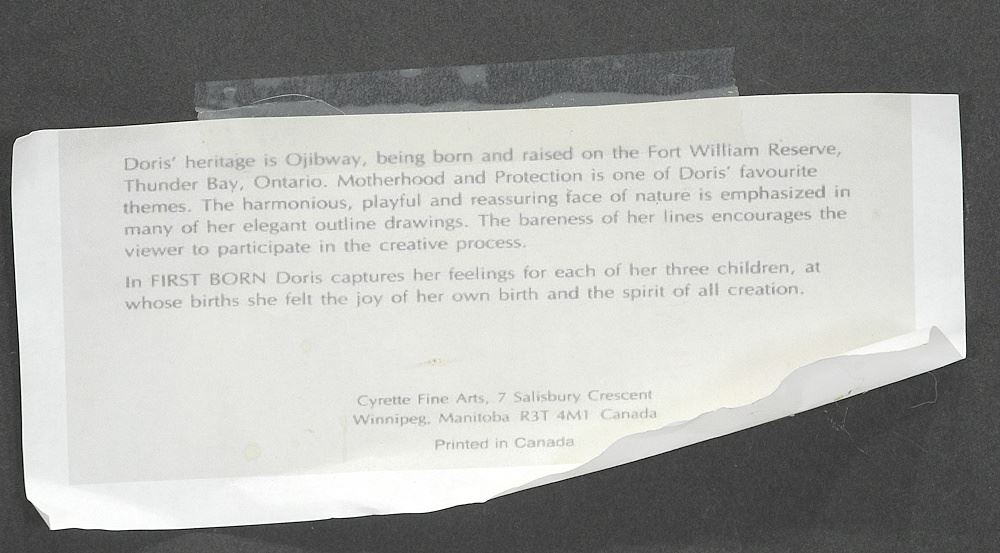 Doris' heritage is Ojibway, being born and raised on the Fort William Reserve,
Thunder Bay, Ontario. Motherhood and Protection is one of Doris' favourite
themes. The harmonious, playful and reassuring face of nature is emphasized in
many of her elegant outline drawings. The bareness of her lines encourages the
viewer to participate in the creative process.
In FIRST BORN Doris captures her feelings for each of her three children, at
whose births she felt the joy of her own birth and the spirit of all creation.
Cyrette Fine Arts, 7 Salisbury Crescent
Winnipeg, Manitoba R3T 4M1 Canada
Printed in Canada